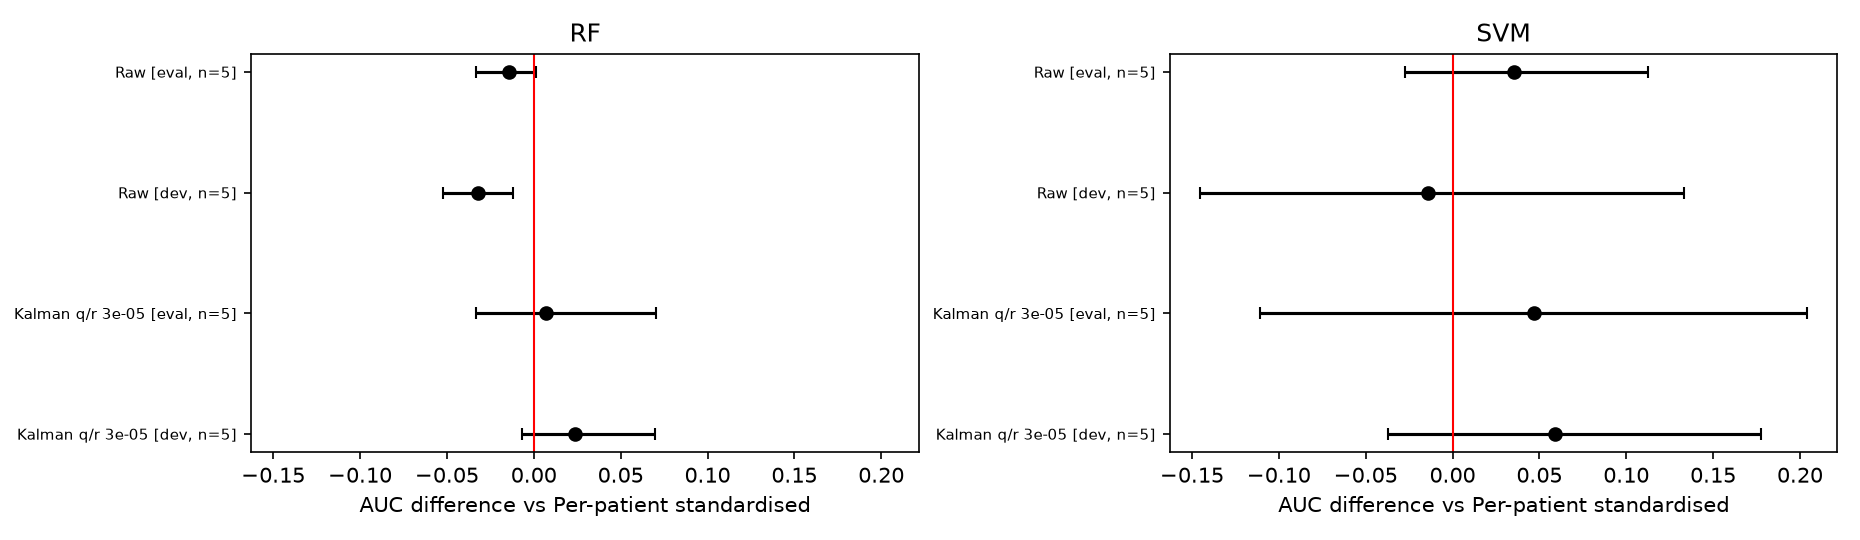 RF
Raw [eval, n=5]
Raw [dev, n=5]
Kalman q/r 3e-05 [eval, n=5]
Kalman q/r 3e-05 [dev, n=5]
−0.15 −0.10 −0.05 0.00 0.05 0.10 0.15 0.20
AUC difference vs Per-patient standardised
SVM
Raw [eval, n=5]
Raw [dev, n=5]
Kalman q/r 3e-05 [eval, n=5]
Kalman q/r 3e-05 [dev, n=5]
−0.15 −0.10 −0.05 0.00 0.05 0.10 0.15 0.20
AUC difference vs Per-patient standardised